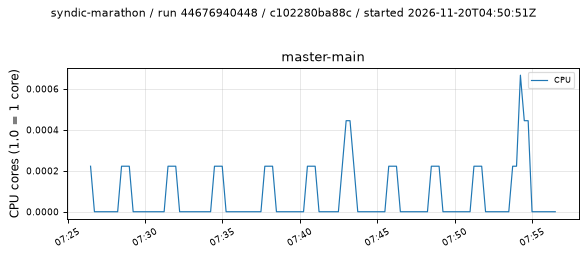 syndic-marathon / run 44676940448 / c102280ba88c / started 2026-11-20T04:50:51Z
master-main
CPU cores (1.0 = 1 core)
CPU
0.0006
0.0004
0.0002
0.0000
07:25
07:30
07:35
07:40
07:45
07:50
07:55